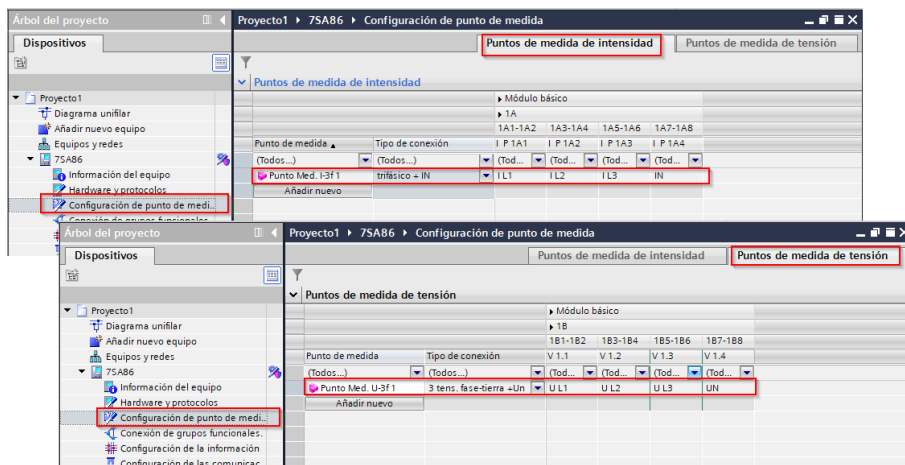 Árbol del proyecto
Proyecto1 ▸ 7SA86 ▸ Configuración de punto de medida
Dispositivos
Puntos de medida de intensidad
Puntos de medida de tensión
Puntos de medida de intensidad
Proyecto1
Diagrama unifilar
Añadir nuevo equipo
Equipos y redes
7SA86
Información del equipo
Hardware y protocolos
Configuración de punto de medi..
Conexión de grupos funcionales
Módulo básico
1A
1A1-1A2 1A3-1A4 1A5-1A6 1A7-1A8
Punto de medida Tipo de conexión I P 1A1 I P 1A2 I P 1A3 I P 1A4
(Todos...) (Todos...) (Tod... (Tod... (Tod... (Tod...
Punto Med. I-3f 1 trifásico + IN I L1 I L2 I L3 IN
Añadir nuevo
Árbol del proyecto
Proyecto1 ▸ 7SA86 ▸ Configuración de punto de medida
Dispositivos
Puntos de medida de intensidad
Puntos de medida de tensión
Puntos de medida de tensión
Proyecto1
Diagrama unifilar
Añadir nuevo equipo
Equipos y redes
7SA86
Información del equipo
Hardware y protocolos
Configuración de punto de medi..
Conexión de grupos funcionales.
Configuración de la información
Configuración de las comunicac
Módulo básico
1B
1B1-1B2 1B3-1B4 1B5-1B6 1B7-1B8
Punto de medida Tipo de conexión V 1.1 V 1.2 V 1.3 V 1.4
(Todos...) (Todos...) (Tod... (Tod... (Tod... (Tod...
Punto Med. U-3f 1 3 tens. fase-tierra +Un U L1 U L2 U L3 UN
Añadir nuevo